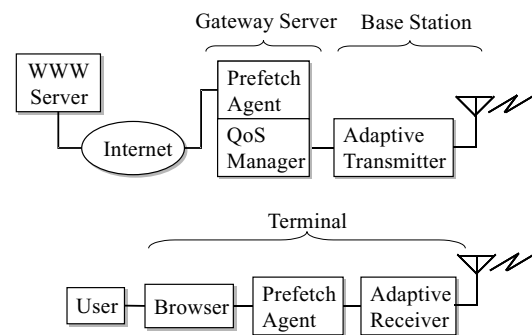 Gateway Server
Base Station
WWW
Server
Prefetch
Agent
Internet
QoS
Manager
Adaptive
Transmitter
Terminal
User
Browser
Prefetch
Agent
Adaptive
Receiver